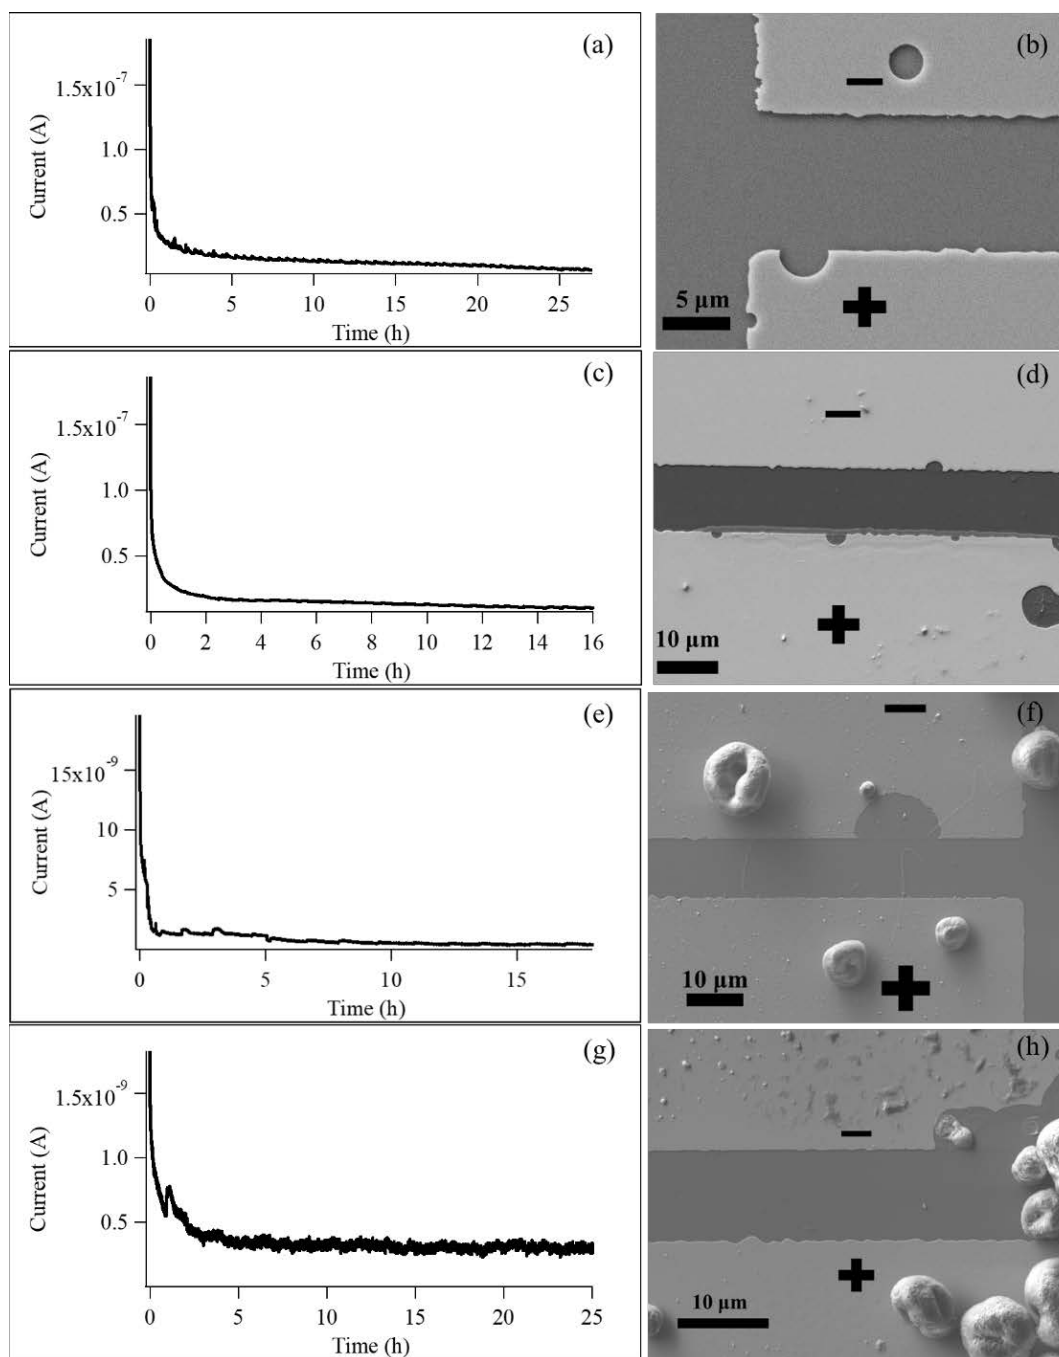 (a)
1.5x10⁻⁷
1.0
0.5
Current (A)
0 5 10 15 20 25
Time (h)
(b)
−
+
5 µm
(c)
1.5x10⁻⁷
1.0
0.5
Current (A)
0 2 4 6 8 10 12 14 16
Time (h)
(d)
−
+
10 µm
(e)
15x10⁻⁹
10
5
Current (A)
0 5 10 15
Time (h)
(f)
−
+
10 µm
(g)
1.5x10⁻⁹
1.0
0.5
Current (A)
0 5 10 15 20 25
Time (h)
(h)
−
+
10 µm